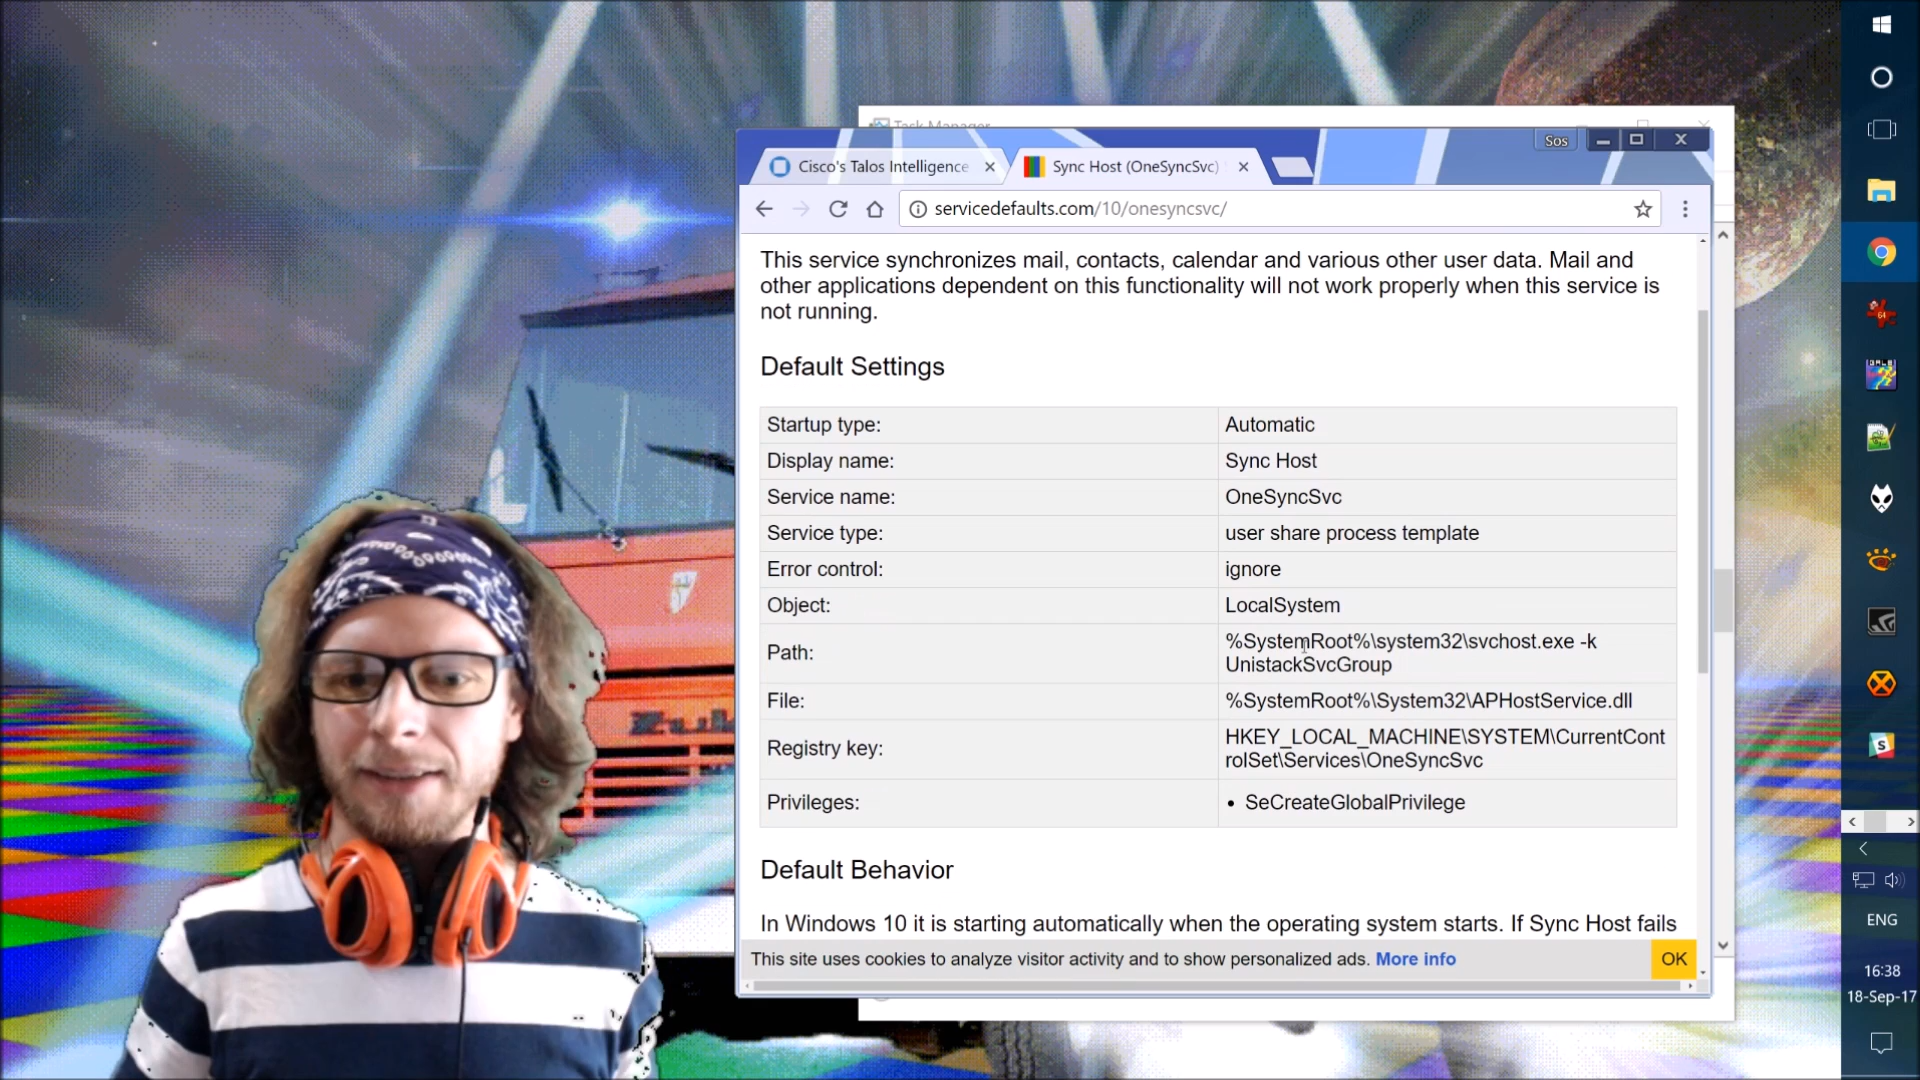 Task Manager
Sos
Cisco's Talos Intelligence
Sync Host (OneSyncSvc)
servicedefaults.com/10/onesyncsvc/
This service synchronizes mail, contacts, calendar and various other user data. Mail and
other applications dependent on this functionality will not work properly when this service is
not running.
Default Settings
Startup type: Automatic
Display name: Sync Host
Service name: OneSyncSvc
Service type: user share process template
Error control: ignore
Object: LocalSystem
Path: %SystemRoot%\system32\svchost.exe -k
UnistackSvcGroup
File: %SystemRoot%\System32\APHostService.dll
Registry key: HKEY_LOCAL_MACHINE\SYSTEM\CurrentCont
rolSet\Services\OneSyncSvc
Privileges: • SeCreateGlobalPrivilege
Default Behavior
In Windows 10 it is starting automatically when the operating system starts. If Sync Host fails
This site uses cookies to analyze visitor activity and to show personalized ads. More info
OK
64
S
ENG
16:38
18-Sep-17